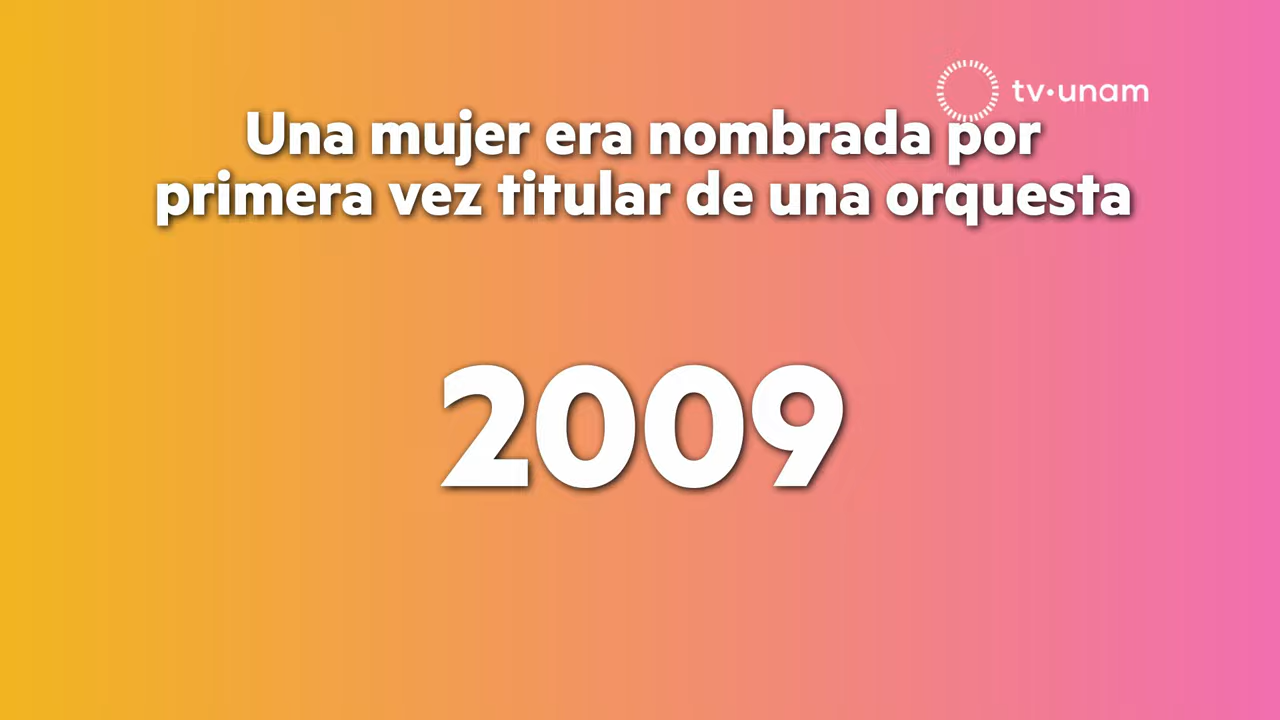 tv·unam
Una mujer era nombrada por
primera vez titular de una orquesta
2009